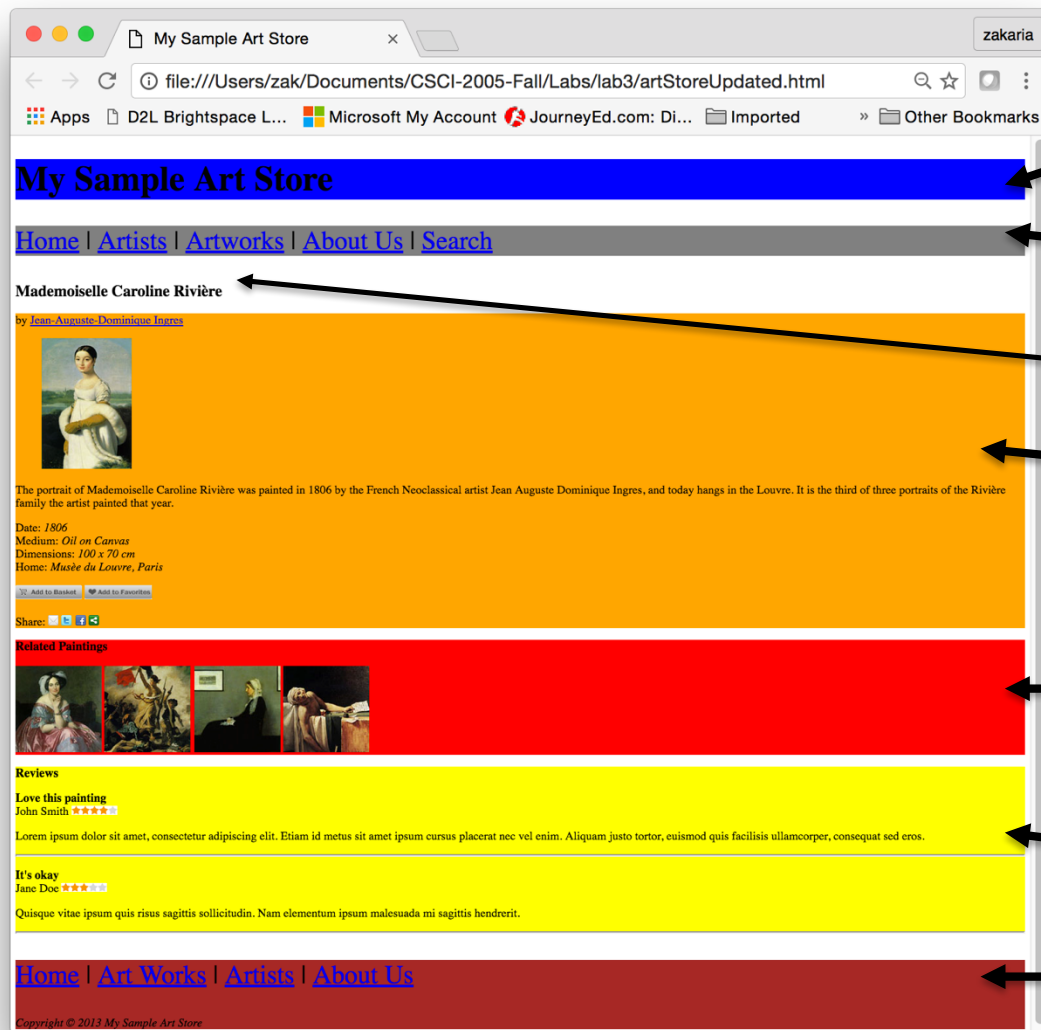 My Sample Art Store ×
zakaria
file:///Users/zak/Documents/CSCI-2005-Fall/Labs/lab3/artStoreUpdated.html
Apps D2L Brightspace L... Microsoft My Account JourneyEd.com: Di... Imported » Other Bookmarks
My Sample Art Store
Home | Artists | Artworks | About Us | Search
Mademoiselle Caroline Rivière
by Jean-Auguste-Dominique Ingres
The portrait of Mademoiselle Caroline Rivière was painted in 1806 by the French Neoclassical artist Jean Auguste Dominique Ingres, and today hangs in the Louvre. It is the third of three portraits of the Rivière
family the artist painted that year.
Date: 1806
Medium: Oil on Canvas
Dimensions: 100 x 70 cm
Home: Musèe du Louvre, Paris
Add to Basket Add to Favorites
Share:
Related Paintings
Reviews
Love this painting
John Smith
Lorem ipsum dolor sit amet, consectetur adipiscing elit. Etiam id metus sit amet ipsum cursus placerat nec vel enim. Aliquam justo tortor, euismod quis facilisis ullamcorper, consequat sed eros.
It's okay
Jane Doe
Quisque vitae ipsum quis risus sagittis sollicitudin. Nam elementum ipsum malesuada mi sagittis hendrerit.
Home | Art Works | Artists | About Us
Copyright © 2013 My Sample Art Store